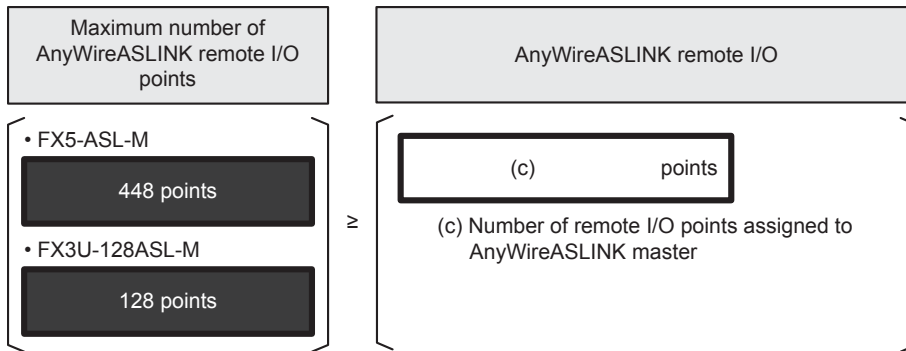 Maximum number of
AnyWireASLINK remote I/O
points
AnyWireASLINK remote I/O
• FX5-ASL-M
448 points
• FX3U-128ASL-M
128 points
≥
(c) points
(c) Number of remote I/O points assigned to
AnyWireASLINK master